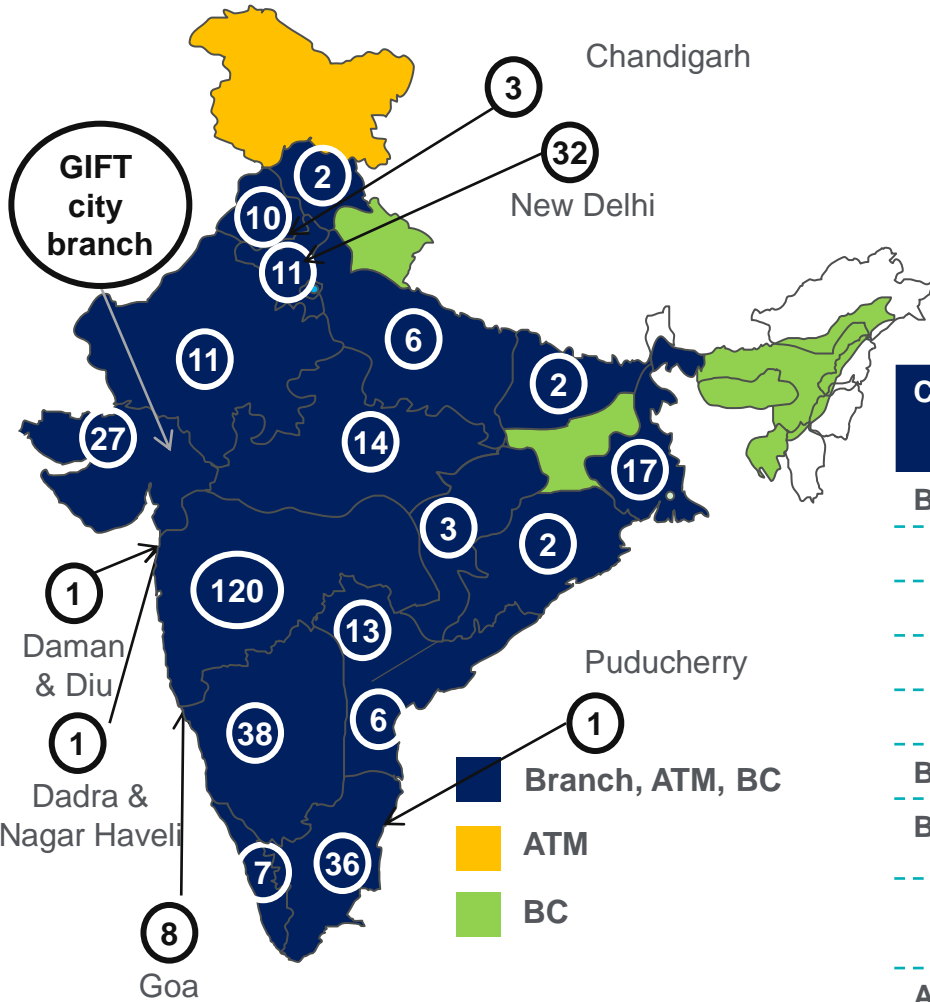 Chandigarh
3
32
New Delhi
GIFT
city
branch
2
10
11
11
6
2
27
14
17
3
2
120
13
1
Daman
& Diu
Puducherry
1
38
6
1
Dadra &
Nagar Haveli
Branch, ATM, BC
ATM
BC
7
36
8
Goa
C
B
B
B
A